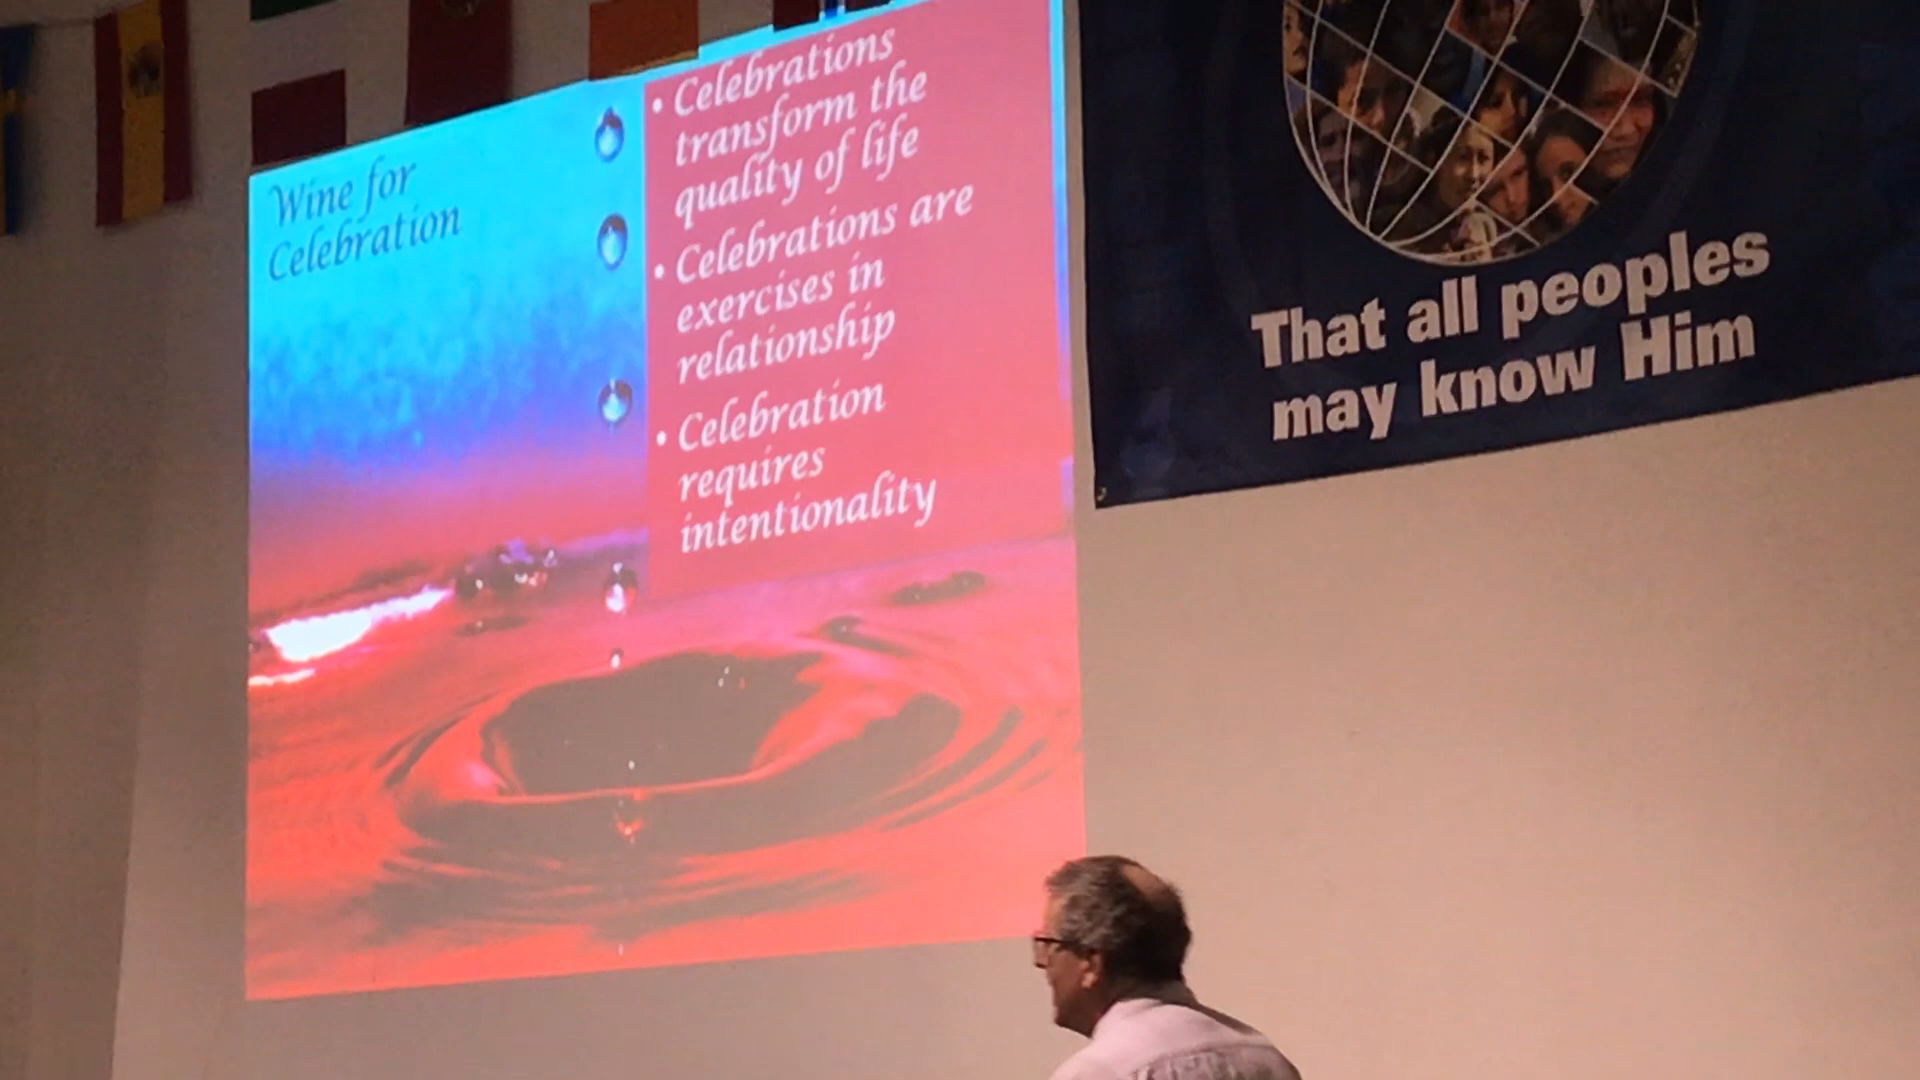 Wine for
Celebration
• Celebrations
transform the
quality of life
• Celebrations are
exercises in
relationship
• Celebration
requires
intentionality
That all peoples
may know Him